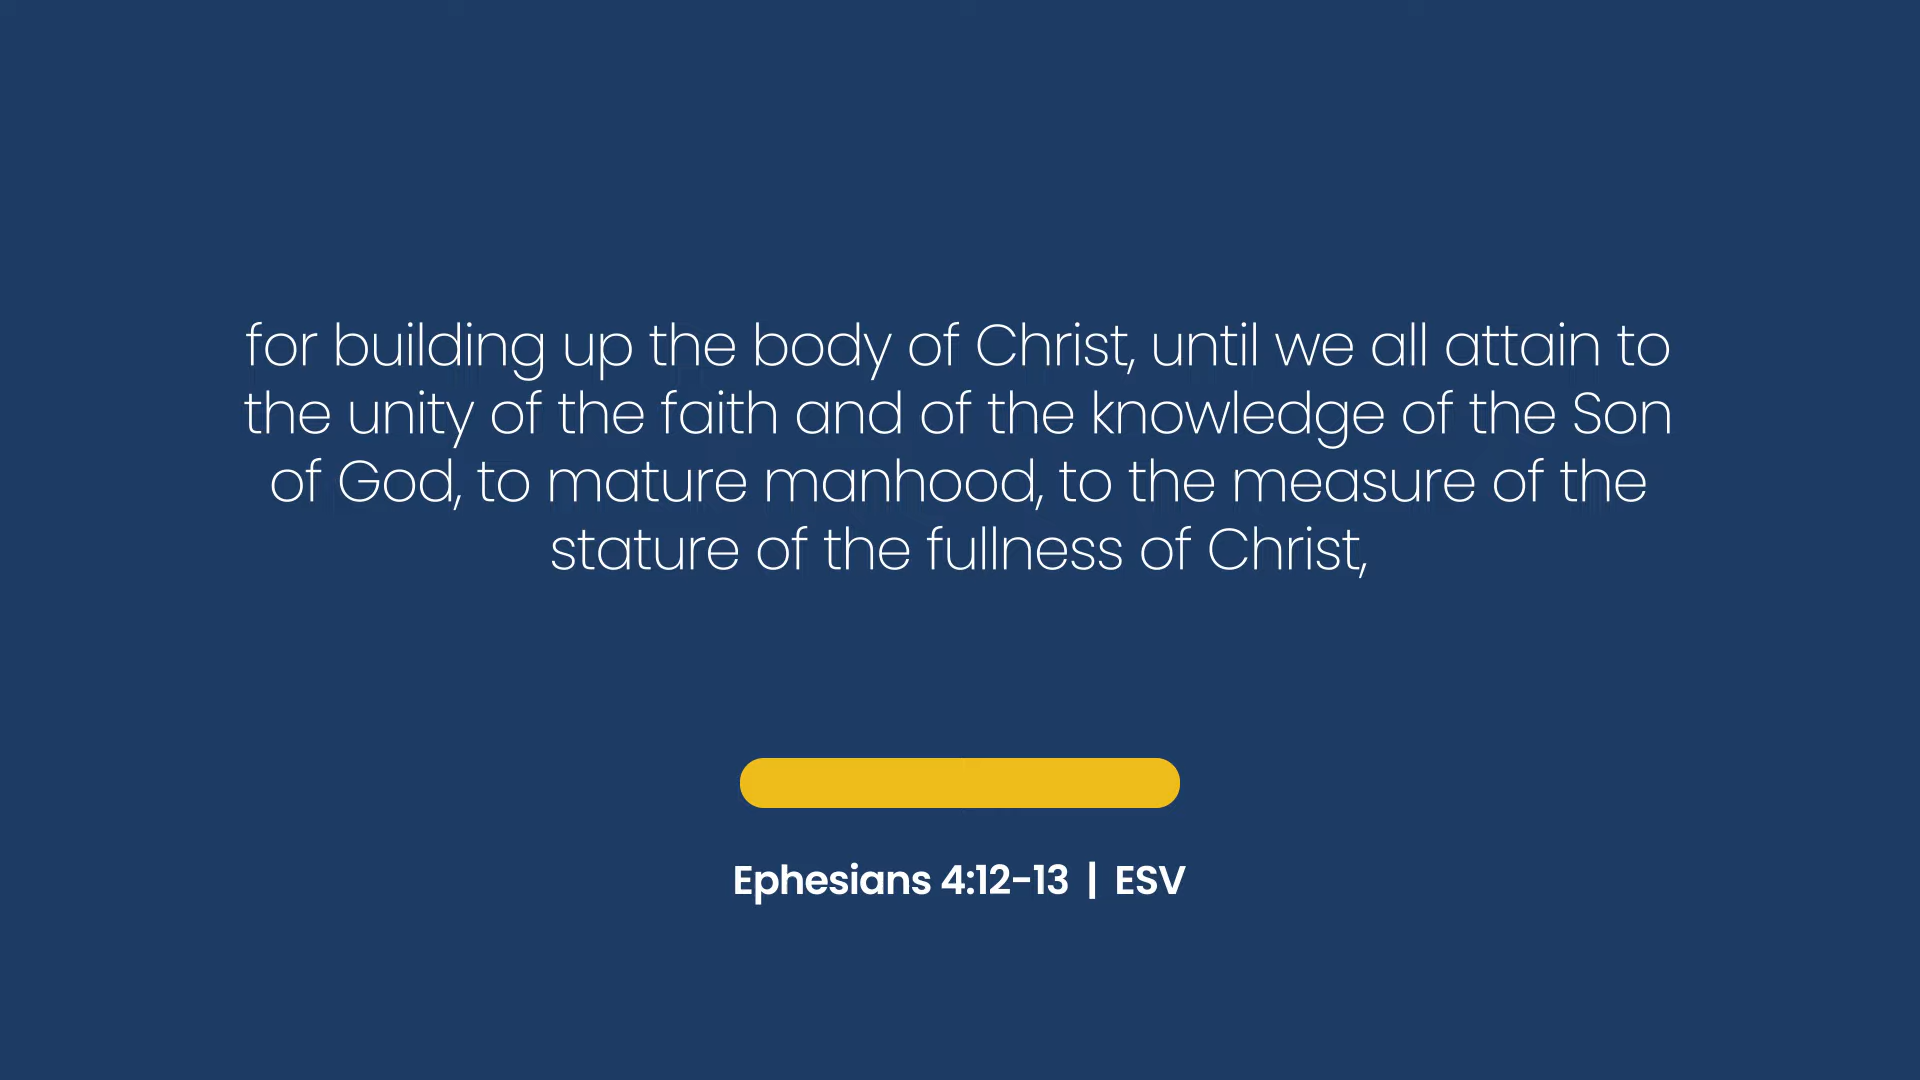 for building up the body of Christ, until we all attain to
the unity of the faith and of the knowledge of the Son
of God, to mature manhood, to the measure of the
stature of the fullness of Christ,
Ephesians 4:12-13 | ESV